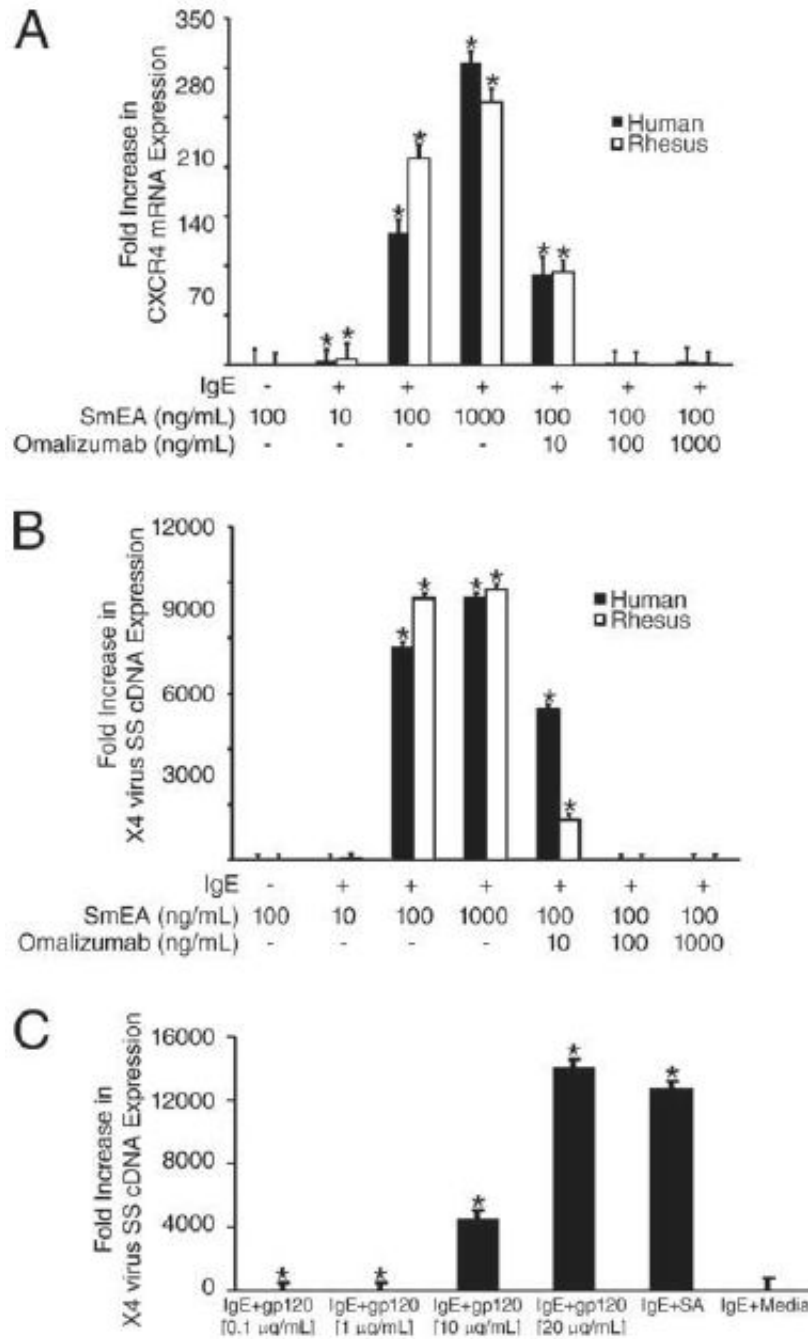 A
Fold Increase in
CXCR4 mRNA Expression
350
280
210
140
70
Human
Rhesus
* * * * * * * *
IgE - + + + + + +
SmEA (ng/mL) 100 10 100 1000 100 100 100
Omalizumab (ng/mL) - - - - 10 100 1000
B
Fold Increase in
X4 virus SS cDNA Expression
12000
9000
6000
3000
Human
Rhesus
* * * * * *
IgE - + + + + + +
SmEA (ng/mL) 100 10 100 1000 100 100 100
Omalizumab (ng/mL) - - - - 10 100 1000
C
Fold Increase in
X4 virus SS cDNA Expression
16000
12000
8000
4000
0
* * * * *
IgE+gp120 IgE+gp120 IgE+gp120 IgE+gp120 IgE+SA IgE+Media
[0.1 µg/mL] [1 µg/mL] [10 µg/mL] [20 µg/mL]